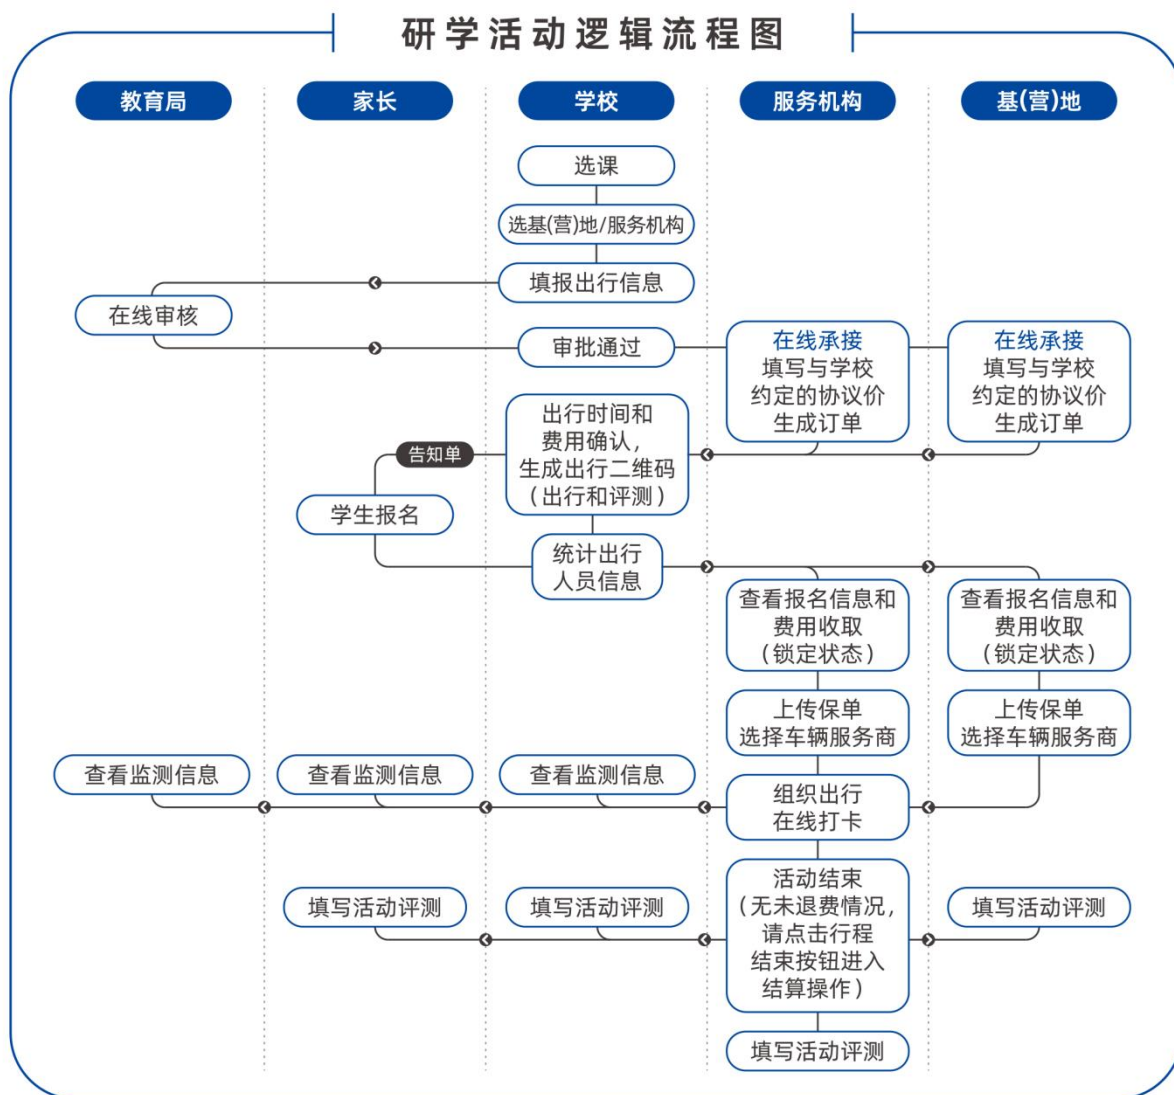 研学活动逻辑流程图
教育局
家长
学校
服务机构
基(营)地
选课
选基(营)地/服务机构
填报出行信息
在线审核
审批通过
在线承接
填写与学校
约定的协议价
生成订单
在线承接
填写与学校
约定的协议价
生成订单
出行时间和
费用确认，
生成出行二维码
（出行和评测）
告知单
学生报名
统计出行
人员信息
查看报名信息和
费用收取
（锁定状态）
查看报名信息和
费用收取
（锁定状态）
上传保单
选择车辆服务商
上传保单
选择车辆服务商
查看监测信息
查看监测信息
查看监测信息
组织出行
在线打卡
填写活动评测
填写活动评测
活动结束
（无未退费情况，
请点击行程
结束按钮进入
结算操作）
填写活动评测
填写活动评测